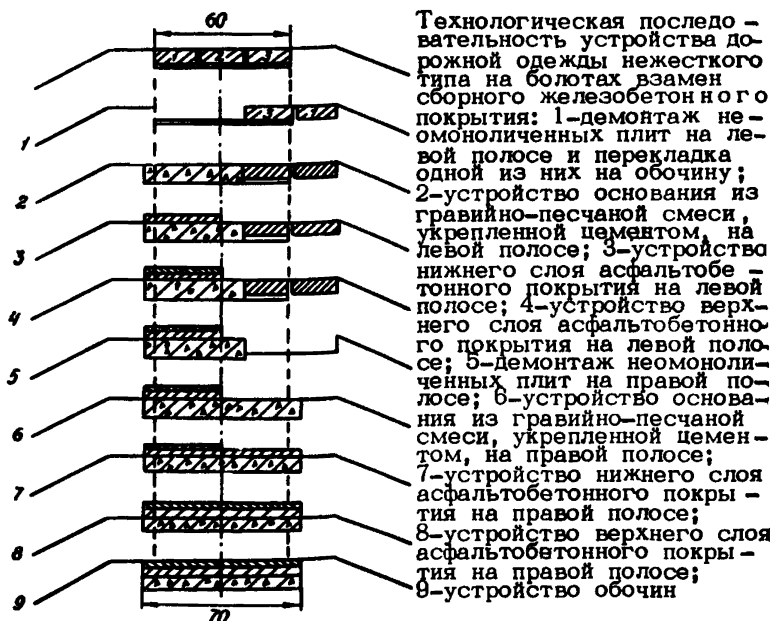 60
1 2 3
3 1
1
2
3
4
5
6
7
8
9
70
Технологическая последо-
вательность устройства до-
рожной одежды нежесткого
типа на болотах взамен
сборного железобетонного
покрытия: 1-демонтаж не-
омоноличенных плит на ле-
вой полосе и перекладка
одной из них на обочину;
2-устройство основания из
гравийно-песчаной смеси,
укрепленной цементом, на
левой полосе; 3-устройство
нижнего слоя асфальтобе-
тонного покрытия на левой
полосе; 4-устройство верх-
него слоя асфальтобетонно-
го покрытия на левой поло-
се; 5-демонтаж неомоноли-
ченных плит на правой по-
лосе; 6-устройство основа-
ния из гравийно-песчаной
смеси, укрепленной цемен-
том, на правой полосе;
7-устройство нижнего слоя
асфальтобетонного покры-
тия на правой полосе;
8-устройство верхнего слоя
асфальтобетонного покры-
тия на правой полосе;
9-устройство обочин